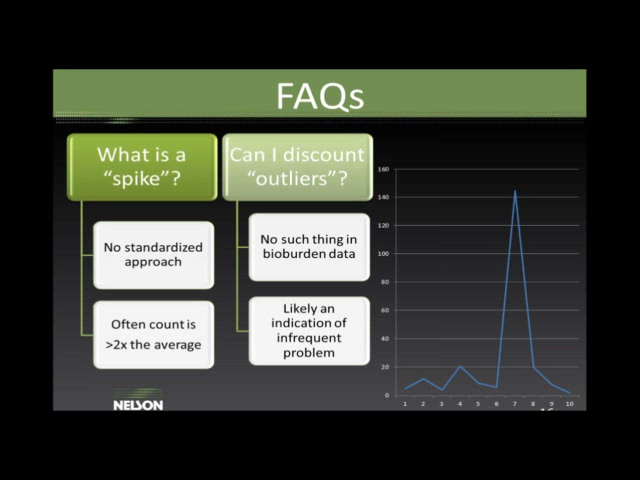 FAQs
What is a
“spike”?
No standardized
approach
Often count is
>2x the average
Can I discount
“outliers”?
No such thing in
bioburden data
Likely an
indication of
infrequent
problem
160
140
120
100
80
60
40
20
0
1 2 3 4 5 6 7 8 9 10
NELSON
16